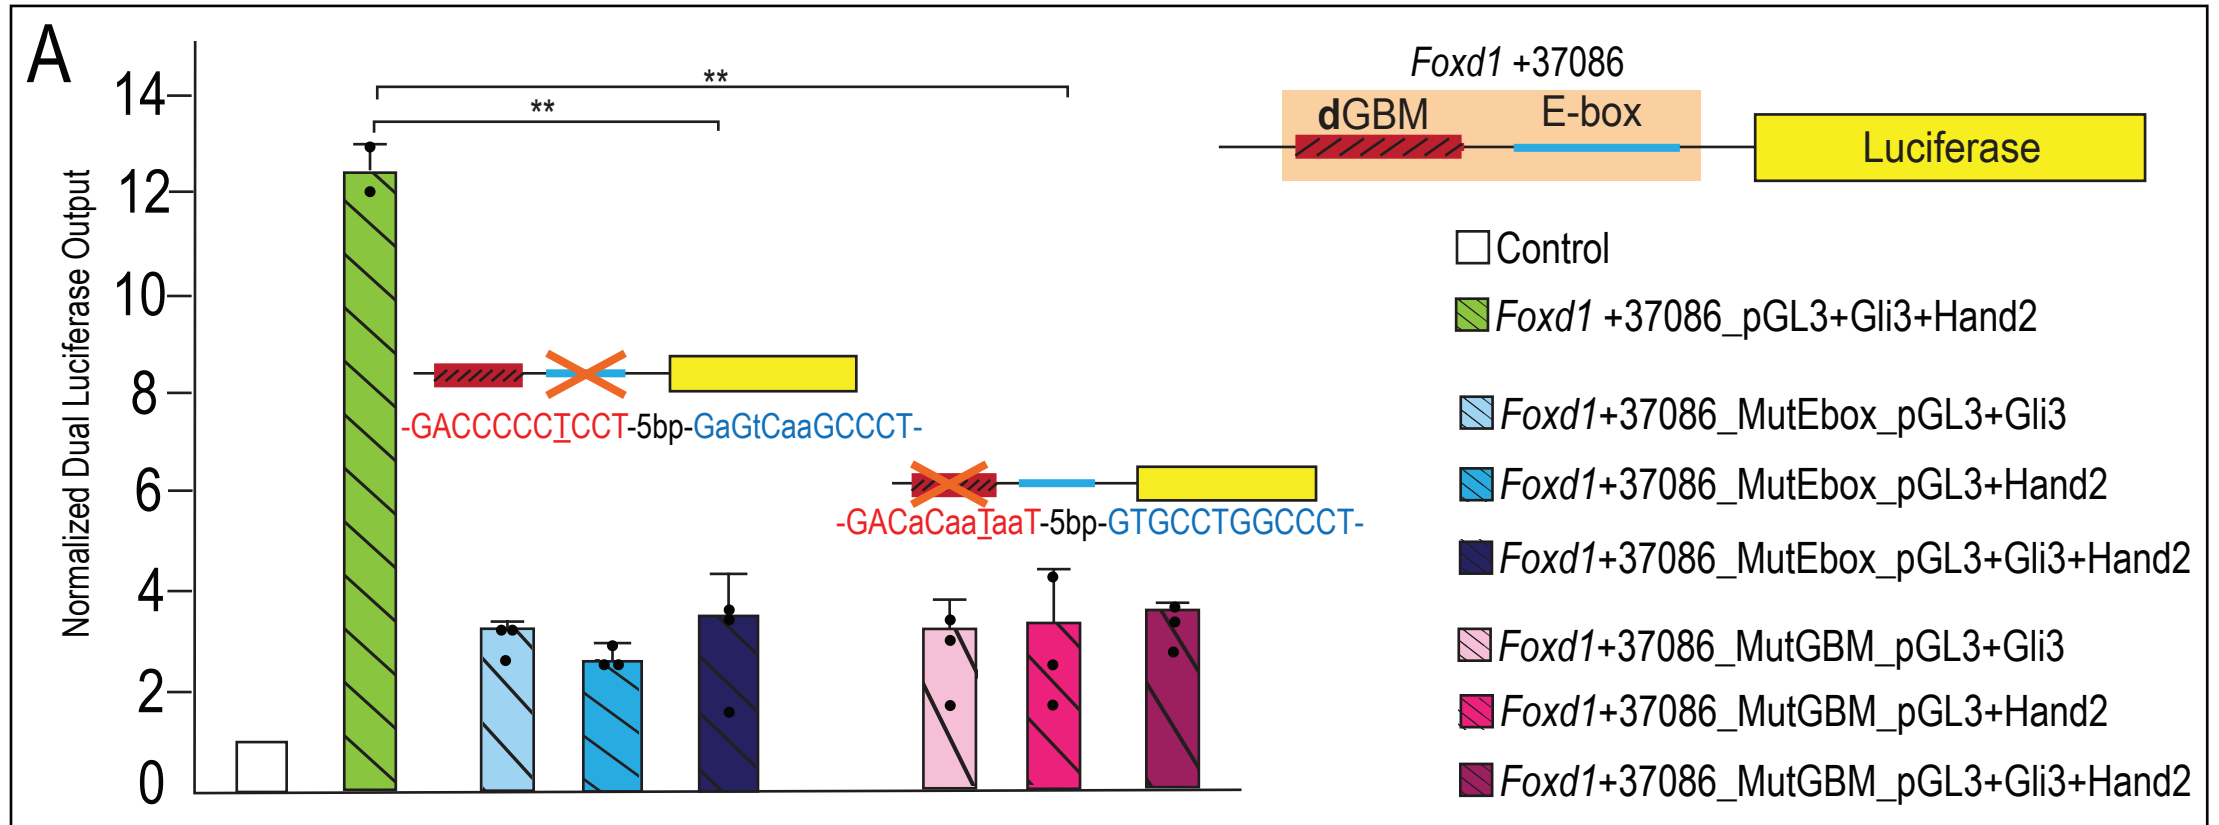 A
Normalized Dual Luciferase Output
14
12
10
8
6
4
2
0
**
**
-GACCCCCTCCT-5bp-GaGtCaaGCCCT-
-GACaCaaTaaT-5bp-GTGCCTGGCCCT-
Foxd1 +37086
dGBM E-box
Luciferase
Control
Foxd1 +37086_pGL3+Gli3+Hand2
Foxd1+37086_MutEbox_pGL3+Gli3
Foxd1+37086_MutEbox_pGL3+Hand2
Foxd1+37086_MutEbox_pGL3+Gli3+Hand2
Foxd1+37086_MutGBM_pGL3+Gli3
Foxd1+37086_MutGBM_pGL3+Hand2
Foxd1+37086_MutGBM_pGL3+Gli3+Hand2